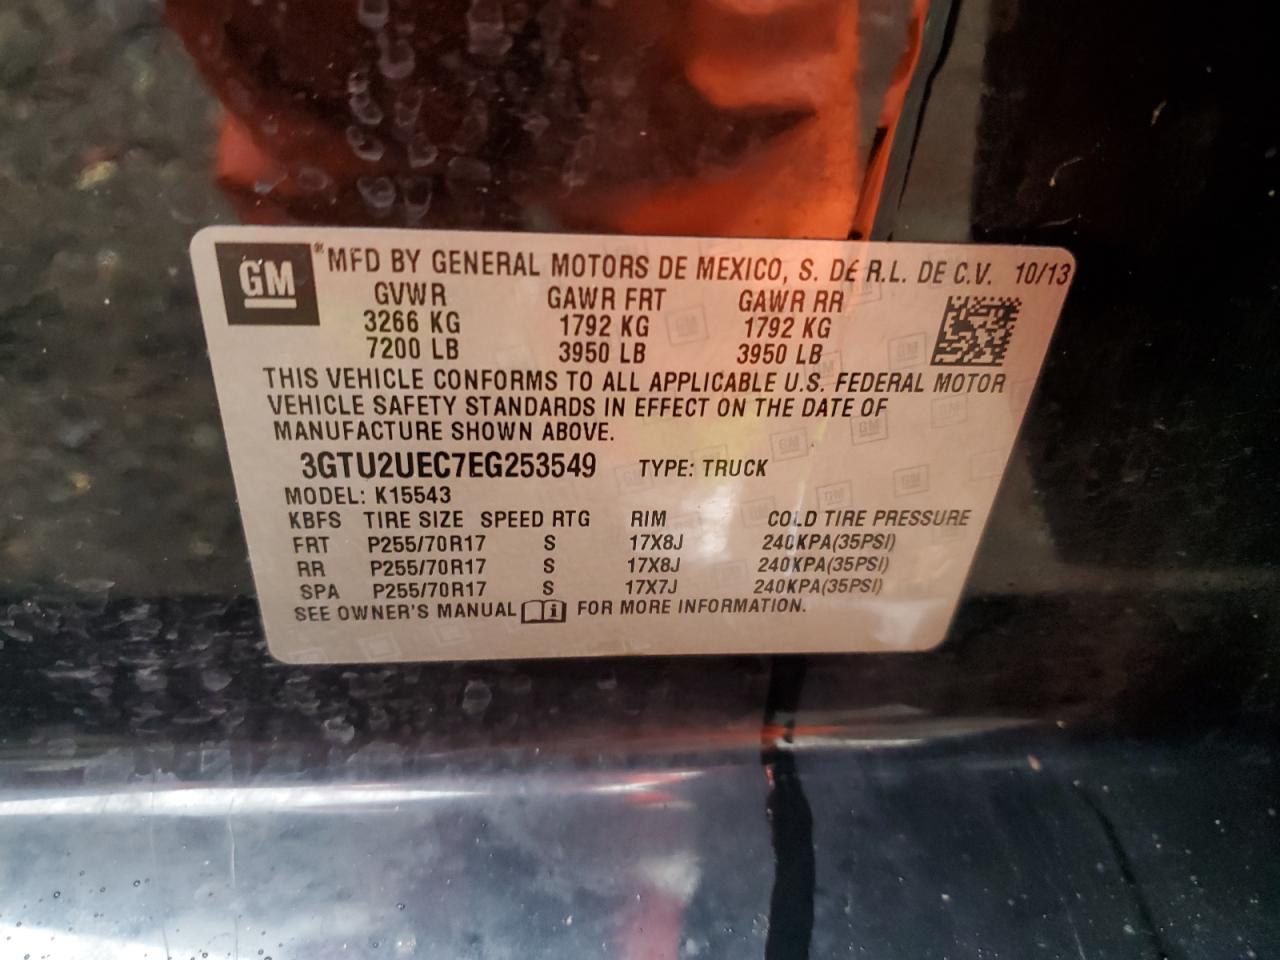 GM ® MFD BY GENERAL MOTORS DE MEXICO, S. DE R.L. DE C.V. 10/13
GVWR GAWR FRT GAWR RR
3266 KG 1792 KG 1792 KG
7200 LB 3950 LB 3950 LB
THIS VEHICLE CONFORMS TO ALL APPLICABLE U.S. FEDERAL MOTOR
VEHICLE SAFETY STANDARDS IN EFFECT ON THE DATE OF
MANUFACTURE SHOWN ABOVE.
3GTU2UEC7EG253549 TYPE: TRUCK
MODEL: K15543
KBFS TIRE SIZE SPEED RTG RIM COLD TIRE PRESSURE
FRT P255/70R17 S 17X8J 240KPA(35PSI)
RR P255/70R17 S 17X8J 240KPA(35PSI)
SPA P255/70R17 S 17X7J 240KPA(35PSI)
SEE OWNER'S MANUAL i FOR MORE INFORMATION.